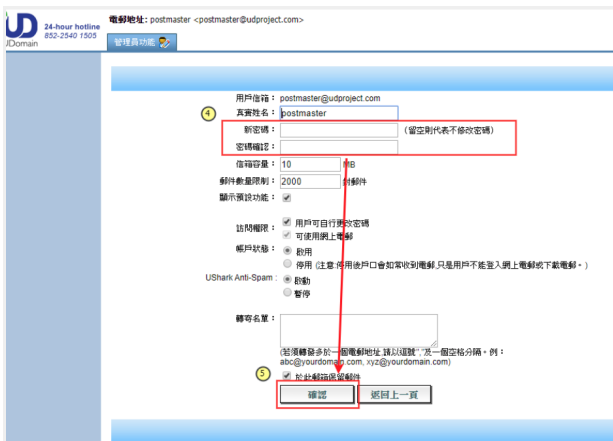 UD
UDomain
24-hour hotline
852-2540 1505
電郵地址: postmaster <postmaster@udproject.com>
管理員功能
用戶信箱： postmaster@udproject.com
4
真實姓名： postmaster
新密碼： （留空則代表不修改密碼）
密碼確認：
信箱容量： 10 MB
郵件數量限制： 2000 封郵件
顯示預設功能：
訪問權限： 用戶可自行更改密碼
可使用網上電郵
帳戶狀態： 啟用
停用 (注意:停用後戶口會如常收到電郵,只是用戶不能登入網上電郵或下載電郵。)
UShark Anti-Spam : 啟動
暫停
轉寄名單：
(若須轉發多於一個電郵地址,請以逗號","及一個空格分隔。例：
abc@yourdomain.com, xyz@yourdomain.com)
5
於此郵箱保留郵件
確認 返回上一頁